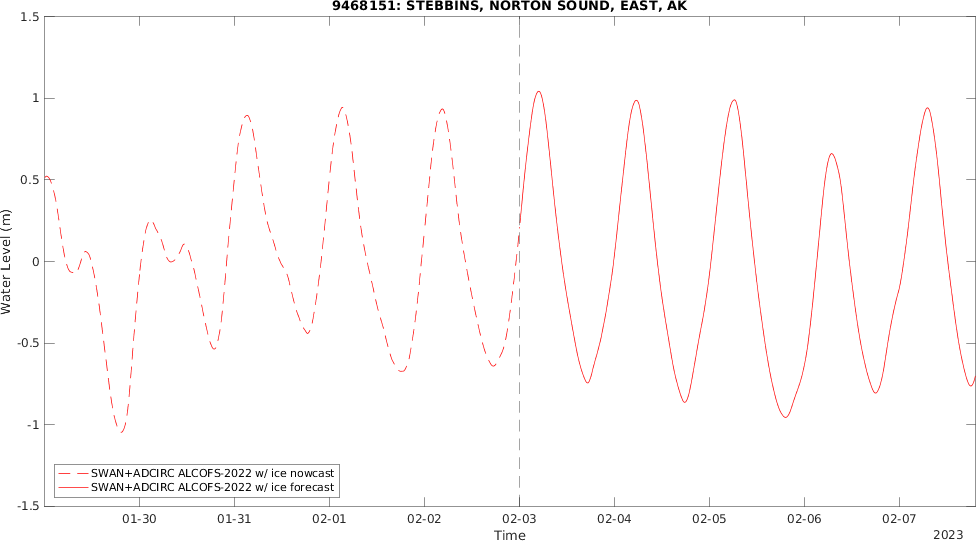 9468151: STEBBINS, NORTON SOUND, EAST, AK
1.5
1
0.5
0
-0.5
-1
-1.5
Water Level (m)
SWAN+ADCIRC ALCOFS-2022 w/ ice nowcast
SWAN+ADCIRC ALCOFS-2022 w/ ice forecast
01-30 01-31 02-01 02-02 02-03 02-04 02-05 02-06 02-07
Time
2023